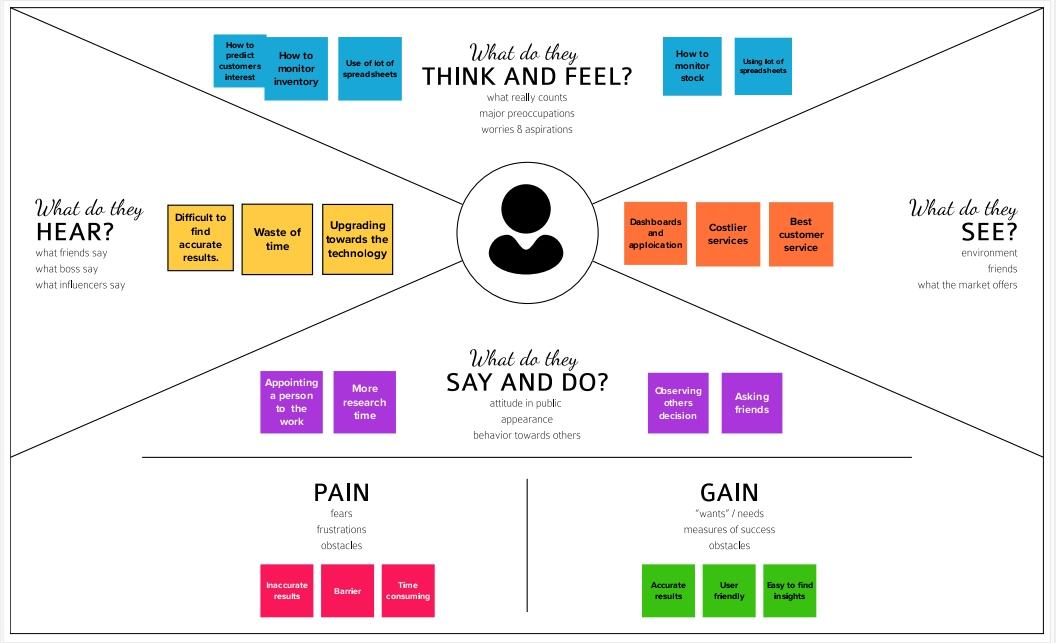 How to
predict
customers
interest
How to
monitor
inventory
Use of lot of
spreadsheets
What do they
THINK AND FEEL?
what really counts
major preoccupations
worries & aspirations
How to
monitor
stock
Using lot of
spreadsheets
What do they
HEAR?
what friends say
what boss say
what influencers say
Difficult to
find
accurate
results.
Waste of
time
Upgrading
towards the
technology
Dashboards
and
apploication
Costlier
services
Best
customer
service
What do they
SEE?
environment
friends
what the market offers
Appointing
a person
to the
work
More
research
time
What do they
SAY AND DO?
attitude in public
appearance
behavior towards others
Observing
others
decision
Asking
friends
PAIN
fears
frustrations
obstacles
Inaccurate
results
Barrier
Time
consuming
GAIN
"wants" / needs
measures of success
obstacles
Accurate
results
User
friendly
Easy to find
insights